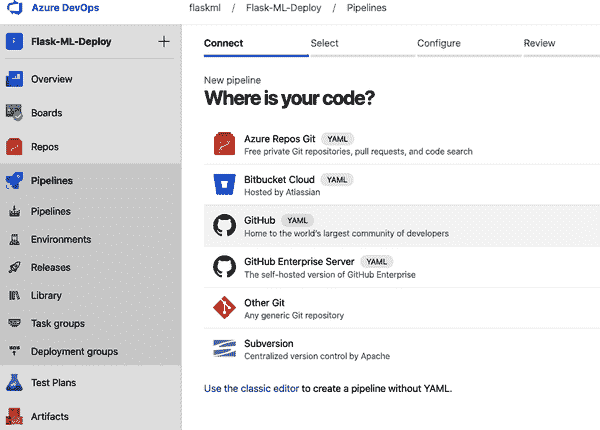 Azure DevOps
flaskml / Flask-ML-Deploy / Pipelines
Flask-ML-Deploy +
Overview
Boards
Repos
Pipelines
Pipelines
Environments
Releases
Library
Task groups
Deployment groups
Test Plans
Artifacts
Connect Select Configure Review
New pipeline
Where is your code?
Azure Repos Git YAML
Free private Git repositories, pull requests, and code search
Bitbucket Cloud YAML
Hosted by Atlassian
GitHub YAML
Home to the world's largest community of developers
GitHub Enterprise Server YAML
The self-hosted version of GitHub Enterprise
Other Git
Any generic Git repository
Subversion
Centralized version control by Apache
Use the classic editor to create a pipeline without YAML.